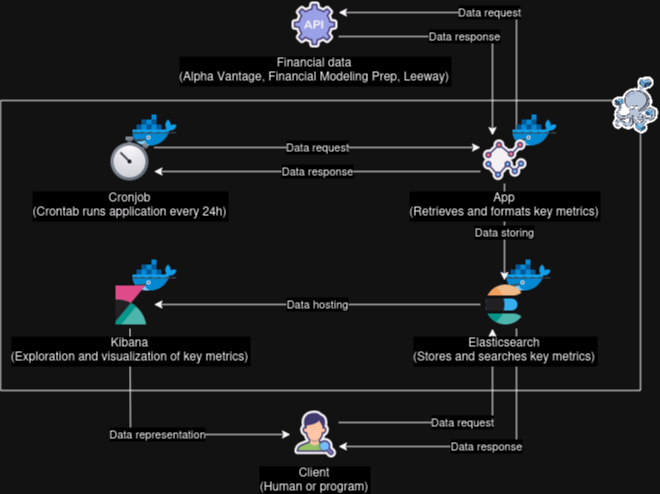 Data request
API
Data response
Financial data
(Alpha Vantage, Financial Modeling Prep, Leeway)
Data request
Data response
Cronjob
(Crontab runs application every 24h)
App
(Retrieves and formats key metrics)
Data storing
Data hosting
Kibana
(Exploration and visualization of key metrics)
Elasticsearch
(Stores and searches key metrics)
Data request
Data representation
Data response
Client
(Human or program)